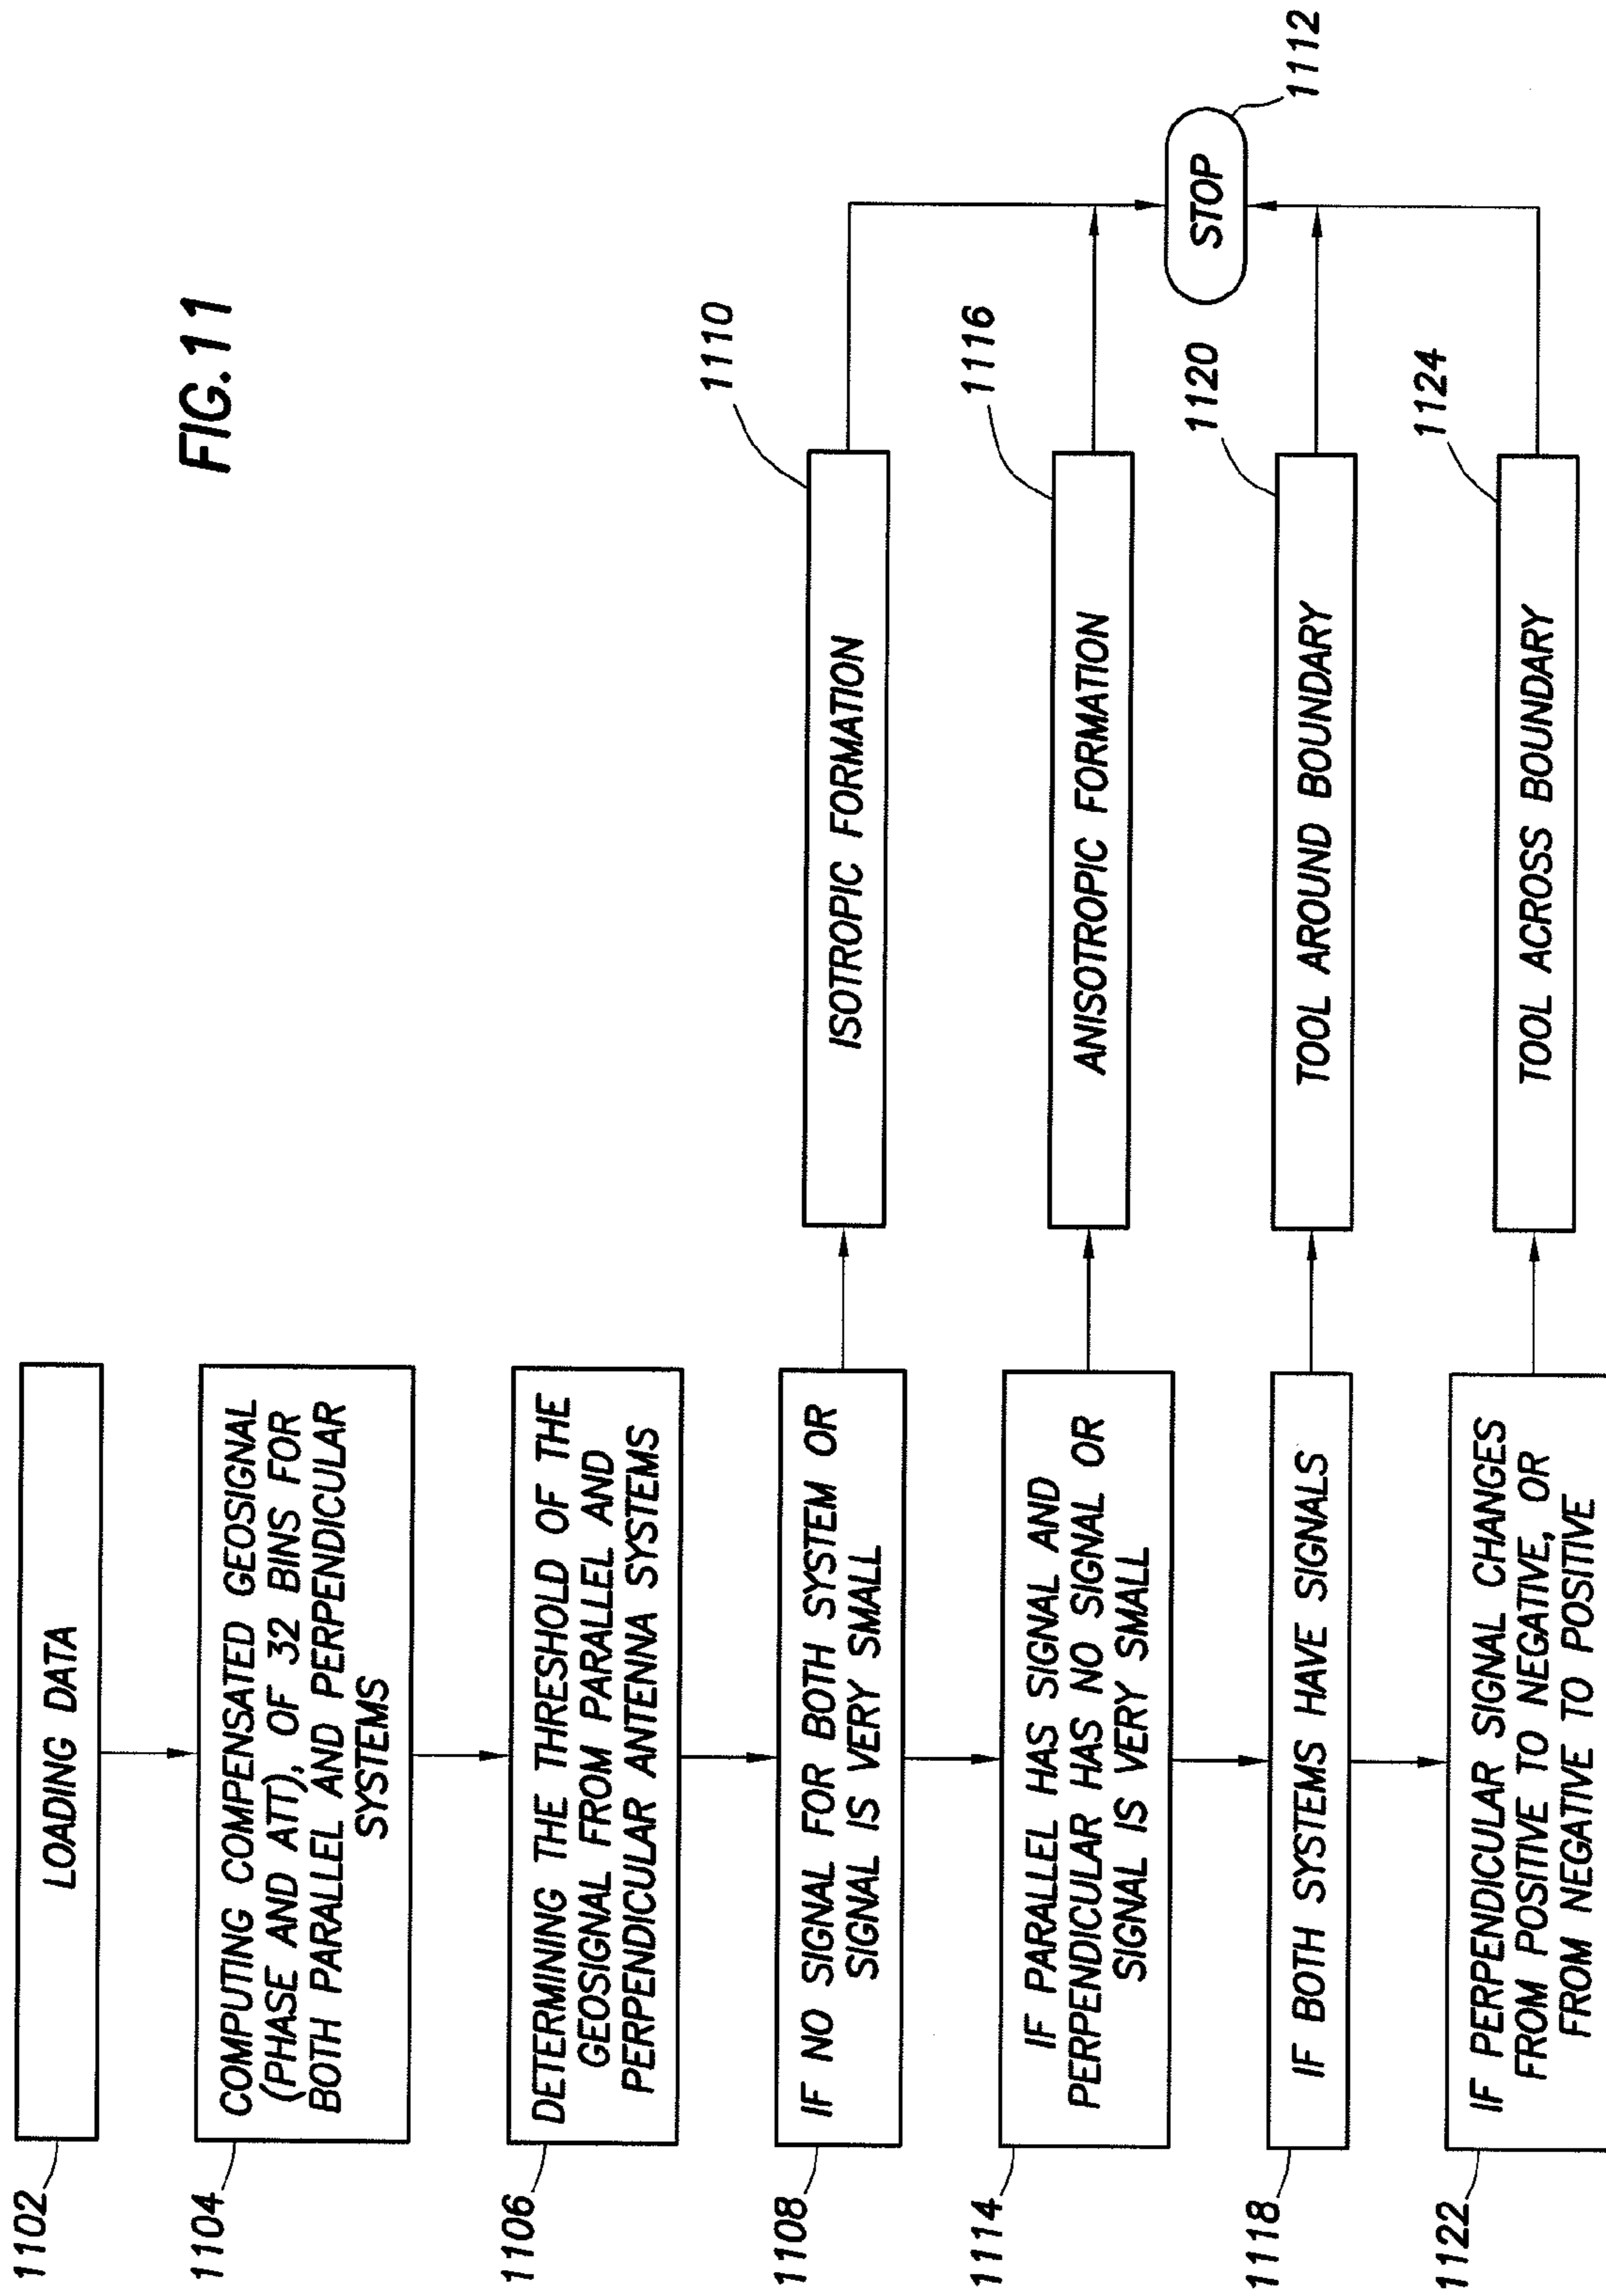 FIG.11
1102
LOADING DATA
1104
COMPUTING COMPENSATED GEOSIGNAL
(PHASE AND ATT), OF 32 BINS FOR
BOTH PARALLEL AND PERPENDICULAR
SYSTEMS
1106
DETERMINING THE THRESHOLD OF THE
GEOSIGNAL FROM PARALLEL AND
PERPENDICULAR ANTENNA SYSTEMS
1108
IF NO SIGNAL FOR BOTH SYSTEM OR
SIGNAL IS VERY SMALL
1110
ISOTROPIC FORMATION
1114
IF PARALLEL HAS SIGNAL AND
PERPENDICULAR HAS NO SIGNAL OR
SIGNAL IS VERY SMALL
1116
ANISOTROPIC FORMATION
STOP
1112
1118
IF BOTH SYSTEMS HAVE SIGNALS
1120
TOOL AROUND BOUNDARY
1122
IF PERPENDICULAR SIGNAL CHANGES
FROM POSITIVE TO NEGATIVE, OR
FROM NEGATIVE TO POSITIVE
1124
TOOL ACROSS BOUNDARY